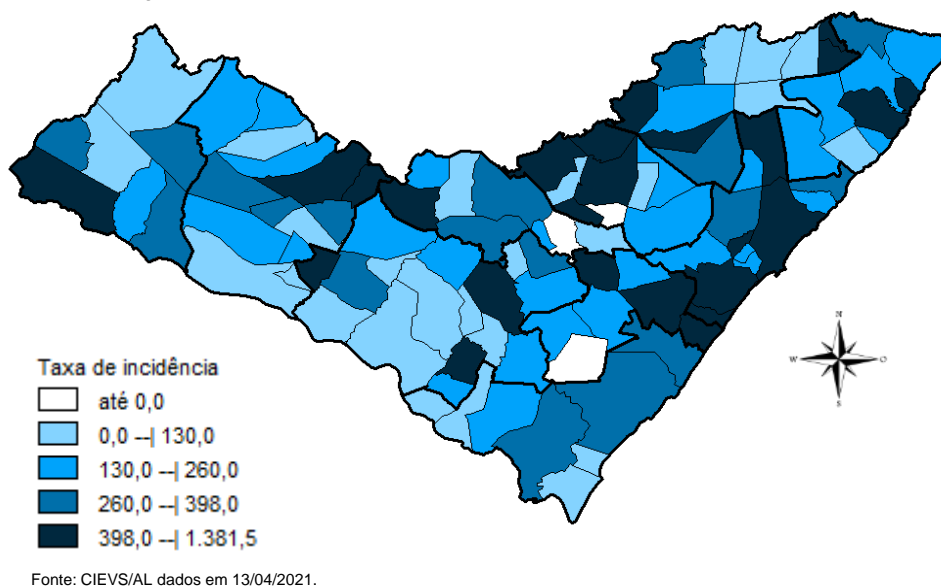 N
W
O
S
Taxa de incidência
até 0,0
0,0 --| 130,0
130,0 --| 260,0
260,0 --| 398,0
398,0 --| 1.381,5
Fonte: CIEVS/AL dados em 13/04/2021.